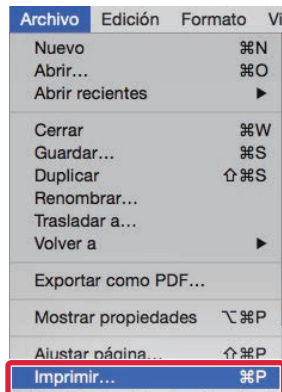 Archivo Edición Formato Vi
Nuevo ⌘N
Abrir... ⌘O
Abrir recientes ▶
Cerrar ⌘W
Guardar... ⌘S
Duplicar ⇧⌘S
Renombrar...
Trasladar a...
Volver a ▶
Exportar como PDF...
Mostrar propiedades ⌥⌘P
Ajustar página... ⇧⌘P
Imprimir... ⌘P